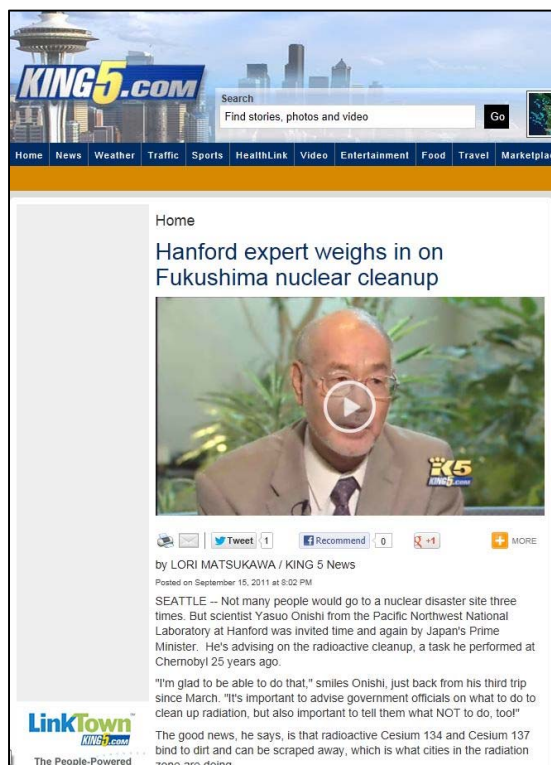 KING5.COM
Search
Find stories, photos and video
Go
Home News Weather Traffic Sports HealthLink Video Entertainment Food Travel
Home
Hanford expert weighs in on
Fukushima nuclear cleanup
K5
KING5.COM
Tweet 1 Recommend 0 +1 MORE
by LORI MATSUKAWA / KING 5 News
Posted on September 15, 2011 at 8:02 PM
SEATTLE -- Not many people would go to a nuclear disaster site three
times. But scientist Yasuo Onishi from the Pacific Northwest National
Laboratory at Hanford was invited time and again by Japan's Prime
Minister. He's advising on the radioactive cleanup, a task he performed at
Chernobyl 25 years ago.
"I'm glad to be able to do that," smiles Onishi, just back from his third trip
since March. "It's important to advise government officials on what to do to
clean up radiation, but also important to tell them what NOT to do, too!"
The good news, he says, is that radioactive Cesium 134 and Cesium 137
bind to dirt and can be scraped away, which is what cities in the radiation
zone are doing
LinkTown
KING5.COM
The People-Powered